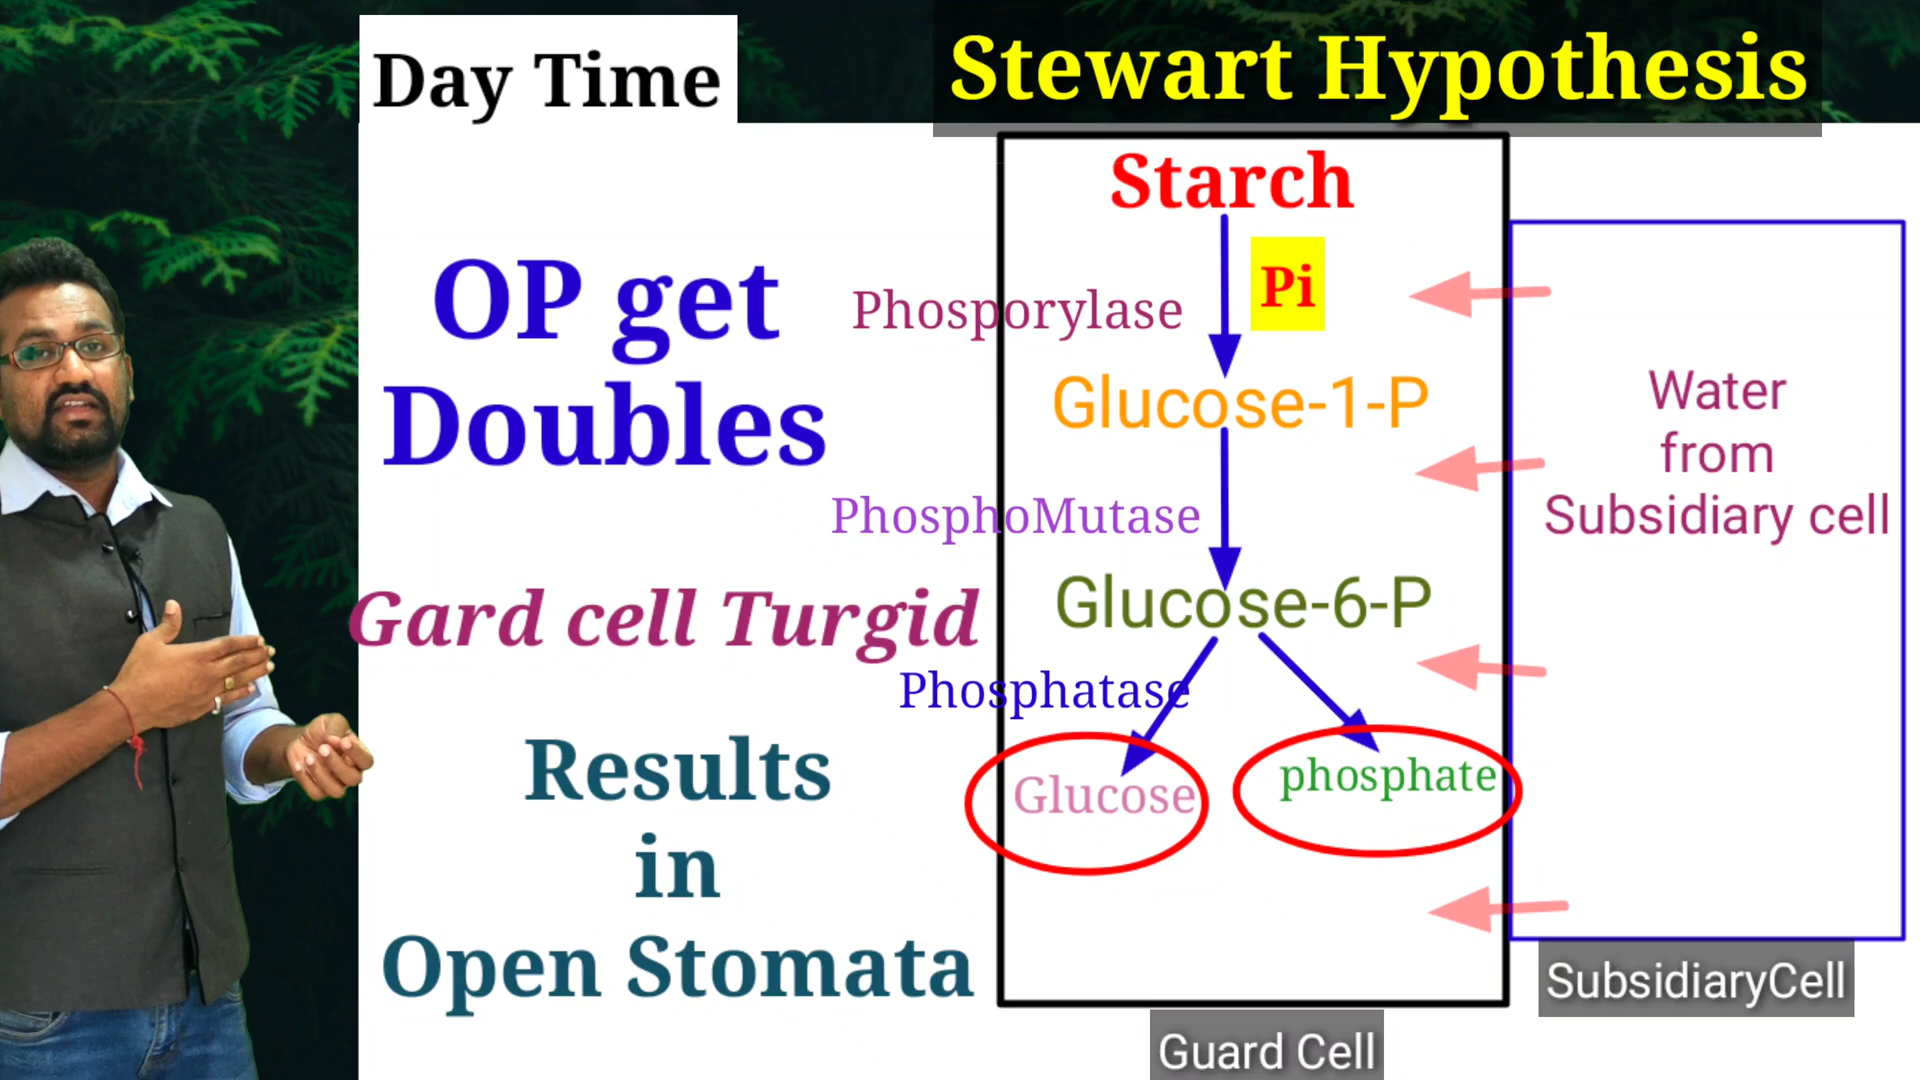 Day Time
Stewart Hypothesis
OP get
Doubles
Gard cell Turgid
Results
in
Open Stomata
Starch
Pi
Phosporylase
Glucose-1-P
PhosphoMutase
Glucose-6-P
Phosphatase
Glucose
phosphate
Guard Cell
Water
from
Subsidiary cell
SubsidiaryCell